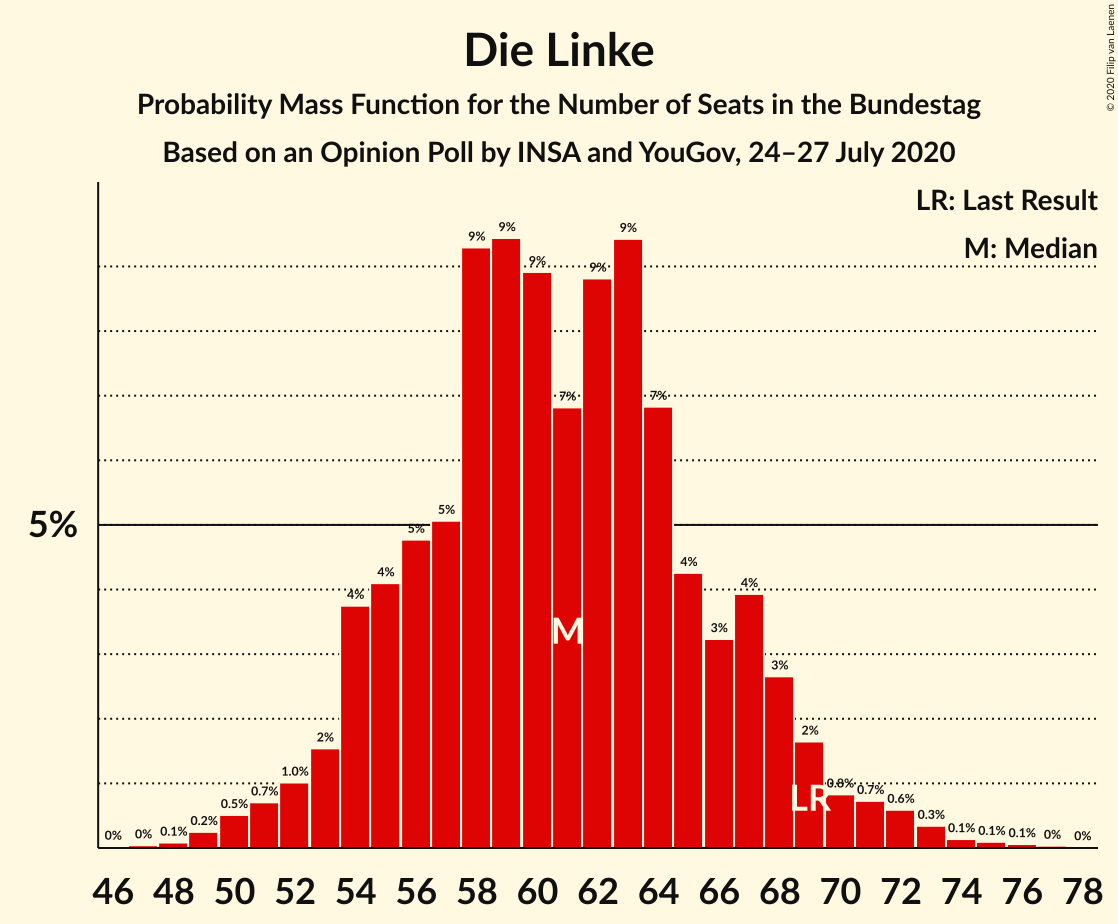 © 2020 Filip van Laenen
Die Linke
Probability Mass Function for the Number of Seats in the Bundestag
Based on an Opinion Poll by INSA and YouGov, 24–27 July 2020
LR: Last Result
M: Median
5%
0% 0% 0.1% 0.2% 0.5% 0.7% 1.0% 2% 4% 4% 5% 5% 9% 9% 9% 7% 9% 9% 7% 4% 3% 4% 3% 2% 0.8% 0.7% 0.6% 0.3% 0.1% 0.1% 0.1% 0% 0%
M
LR
46 48 50 52 54 56 58 60 62 64 66 68 70 72 74 76 78